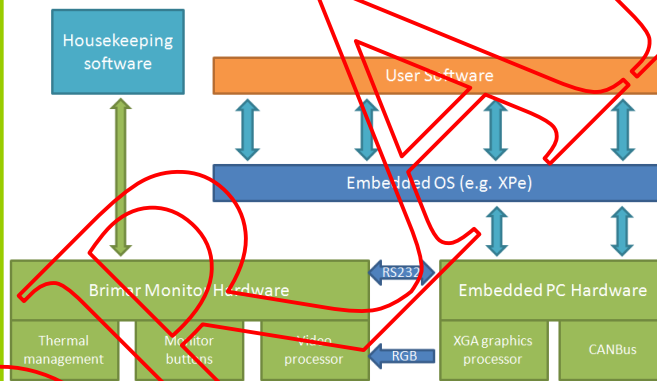 Housekeeping
software
User Software
Embedded OS (e.g. XPe)
RS232
Brimar Monitor Hardware
Embedded PC Hardware
Thermal
management
Monitor
buttons
Video
processor
RGB
XGA graphics
processor
CANBus